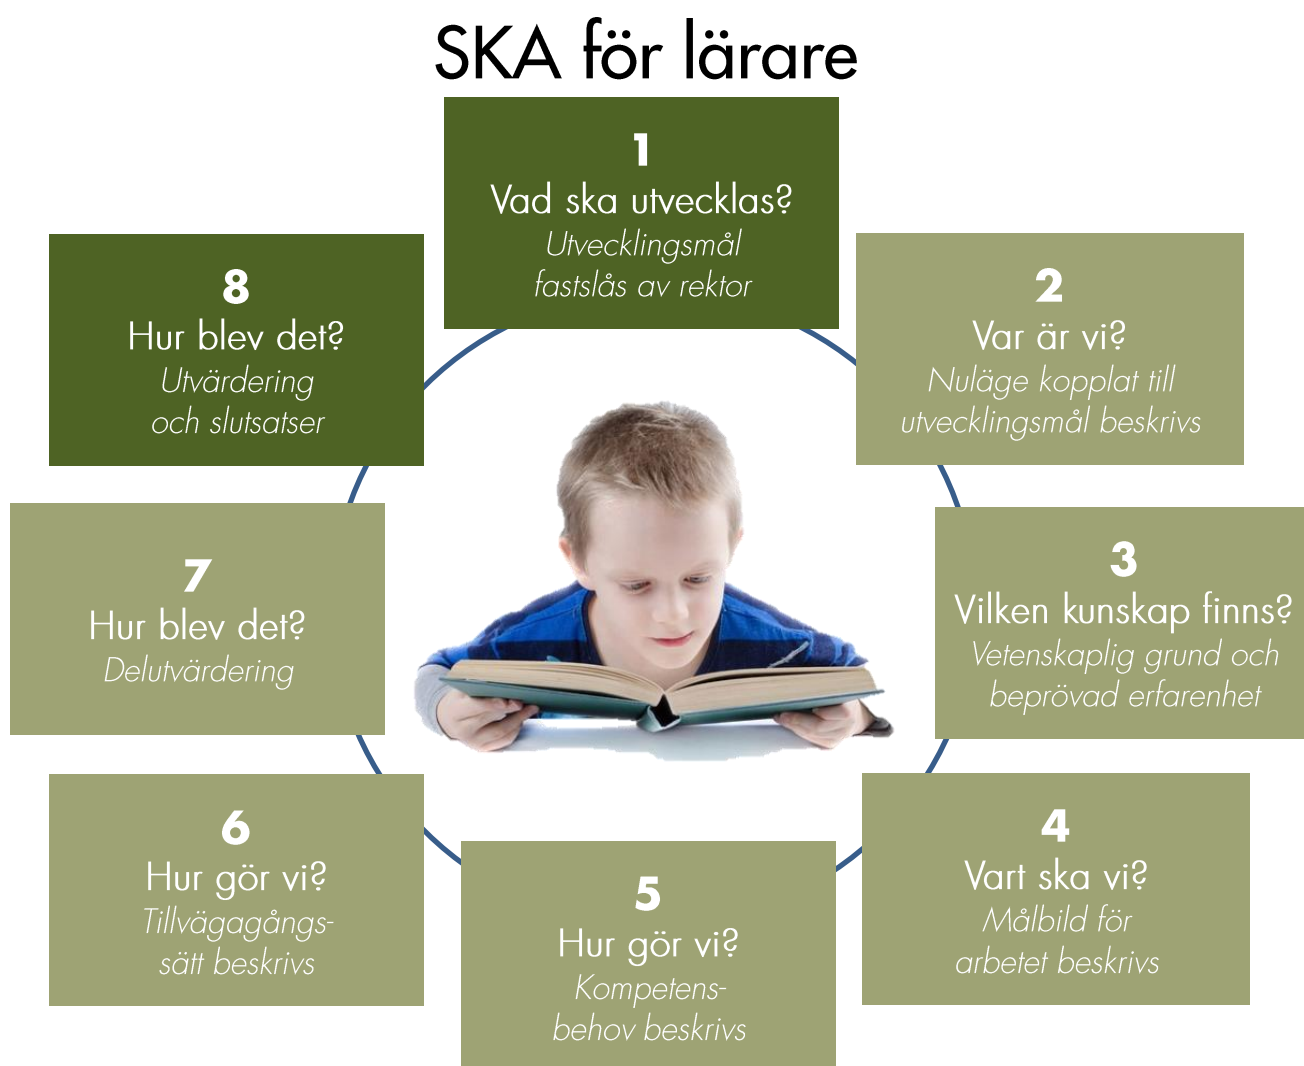 SKA för lärare
1
Vad ska utvecklas?
Utvecklingsmål
fastslås av rektor
2
Var är vi?
Nuläge kopplat till
utvecklingsmål beskrivs
3
Vilken kunskap finns?
Vetenskaplig grund och
beprövad erfarenhet
4
Vart ska vi?
Målbild för
arbetet beskrivs
5
Hur gör vi?
Kompetens-
behov beskrivs
6
Hur gör vi?
Tillvägagångs-
sätt beskrivs
7
Hur blev det?
Delutvärdering
8
Hur blev det?
Utvärdering
och slutsatser